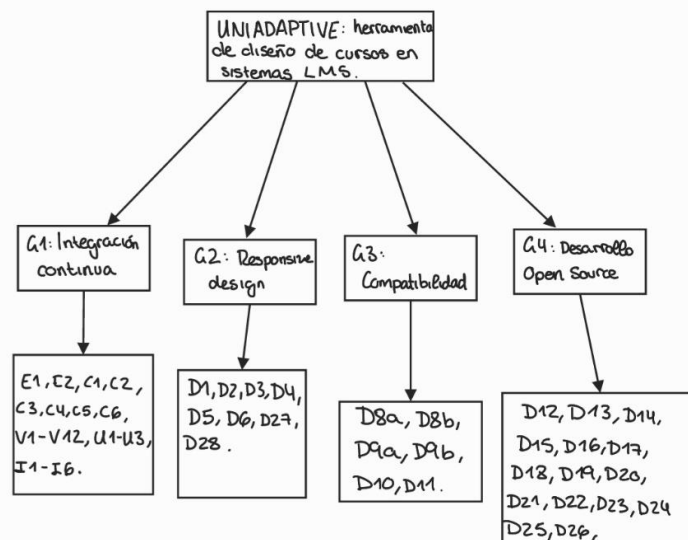 UNIADAPTIVE: herramienta
de diseño de cursos en
sistemas LMS.
G1: Integración
continua
G2: Responsive
design
G3:
Compatibilidad
G4: Desarrollo
Open Source
E1, E2, C1, C2,
C3, C4, C5, C6,
V1-V12, U1-U3,
I1-I6.
D1, D2, D3, D4,
D5, D6, D27,
D28.
D8a, D8b,
D9a, D9b,
D10, D11.
D12, D13, D14,
D15, D16, D17,
D18, D19, D20,
D21, D22, D23, D24
D25, D26,